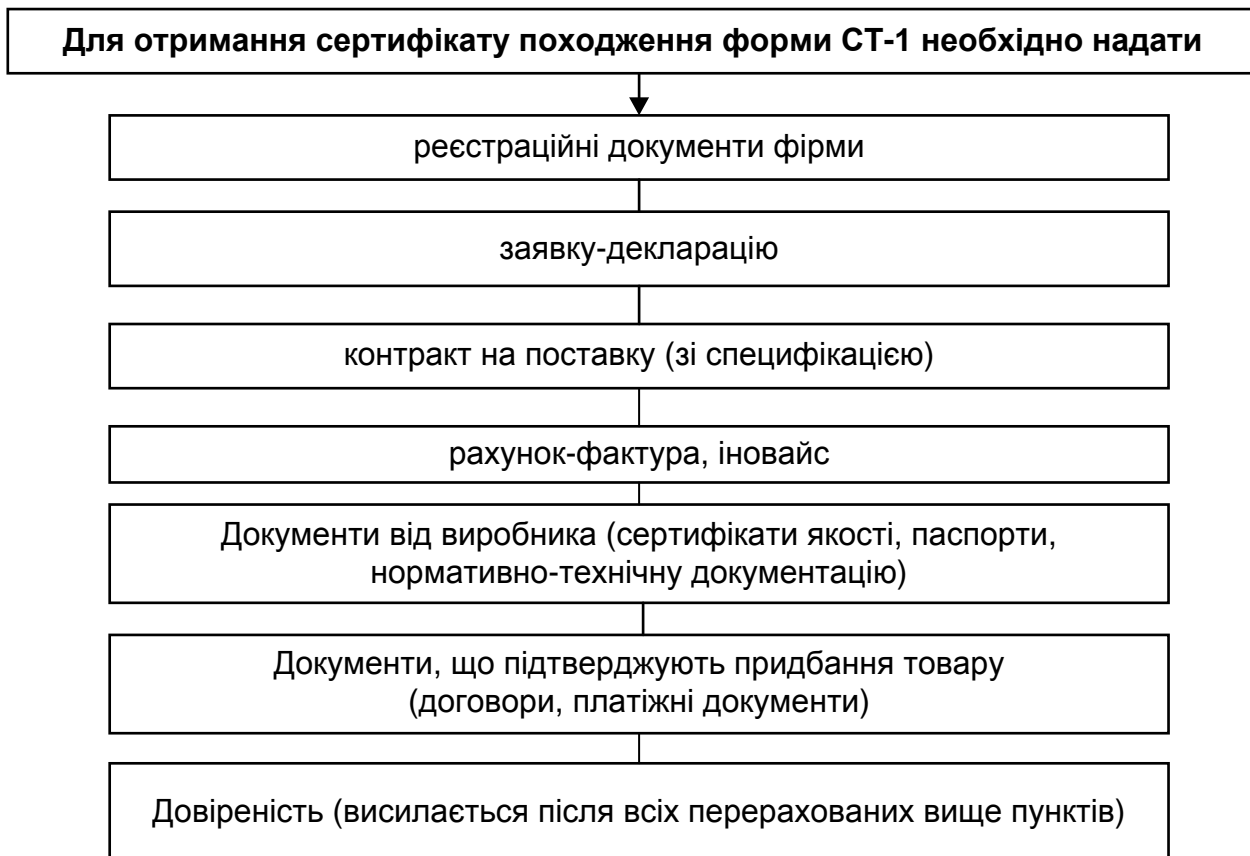 Для отримання сертифікату походження форми СТ-1 необхідно надати
реєстраційні документи фірми
заявку-декларацію
контракт на поставку (зі специфікацією)
рахунок-фактура, іновайс
Документи від виробника (сертифікати якості, паспорти,
нормативно-технічну документацію)
Документи, що підтверджують придбання товару
(договори, платіжні документи)
Довіреність (висилається після всіх перерахованих вище пунктів)